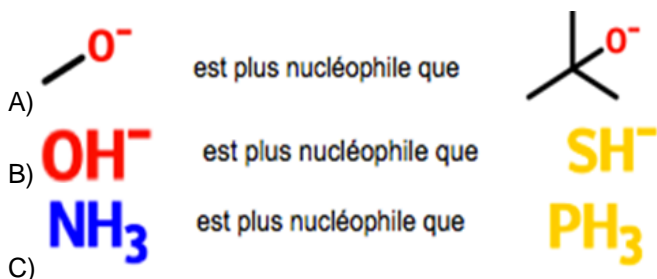 O⁻ est plus nucléophile que O⁻
A)
OH⁻ est plus nucléophile que SH⁻
B)
NH₃ est plus nucléophile que PH₃
C)